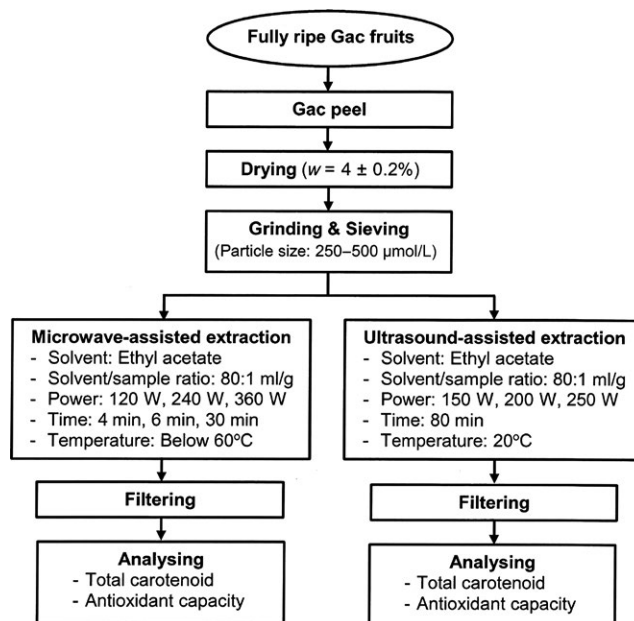 Fully ripe Gac fruits
Gac peel
Drying (w = 4 ± 0.2%)
Grinding & Sieving
(Particle size: 250–500 µmol/L)
Microwave-assisted extraction
- Solvent: Ethyl acetate
- Solvent/sample ratio: 80:1 ml/g
- Power: 120 W, 240 W, 360 W
- Time: 4 min, 6 min, 30 min
- Temperature: Below 60ºC
Filtering
Analysing
- Total carotenoid
- Antioxidant capacity
Ultrasound-assisted extraction
- Solvent: Ethyl acetate
- Solvent/sample ratio: 80:1 ml/g
- Power: 150 W, 200 W, 250 W
- Time: 80 min
- Temperature: 20ºC
Filtering
Analysing
- Total carotenoid
- Antioxidant capacity